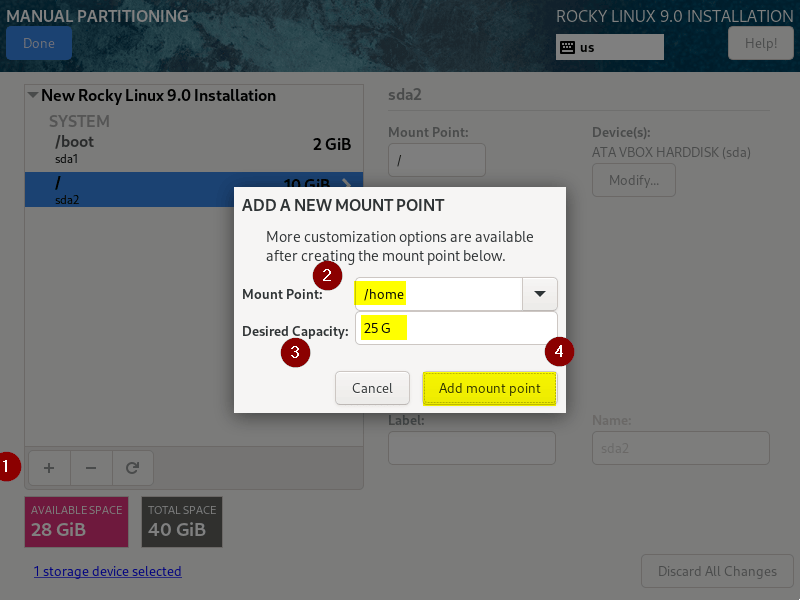 MANUAL PARTITIONING
ROCKY LINUX 9.0 INSTALLATION
Done
us
Help!
New Rocky Linux 9.0 Installation
SYSTEM
/boot
2 GiB
sda1
/
10 GiB
sda2
sda2
Mount Point:
/
Device(s):
ATA VBOX HARDDISK (sda)
Modify...
ADD A NEW MOUNT POINT
More customization options are available
after creating the mount point below.
2
Mount Point:
/home
Desired Capacity:
25 G
3
4
Cancel
Add mount point
Label:
Name:
sda2
1
+
−
AVAILABLE SPACE
28 GiB
TOTAL SPACE
40 GiB
1 storage device selected
Discard All Changes